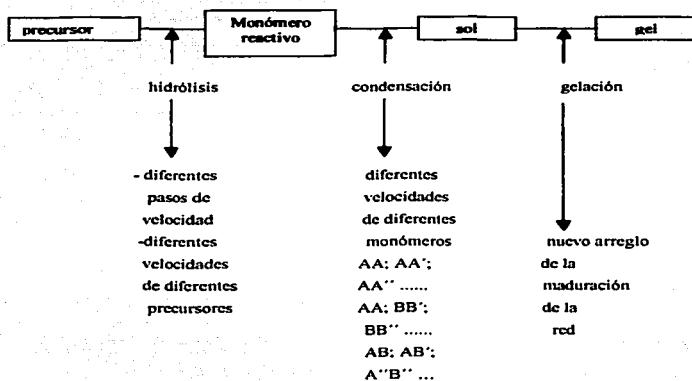 precursor
Monómero
reactivo
sol
gel
hidrólisis
condensación
gelación
- diferentes
pasos de
velocidad
-diferentes
velocidades
de diferentes
precursores
diferentes
velocidades
de diferentes
monómeros
AA; AA';
AA'' ......
AA; BB';
BB'' ......
AB; AB';
A''B'' ...
nuevo arreglo
de la
maduración
de la
red